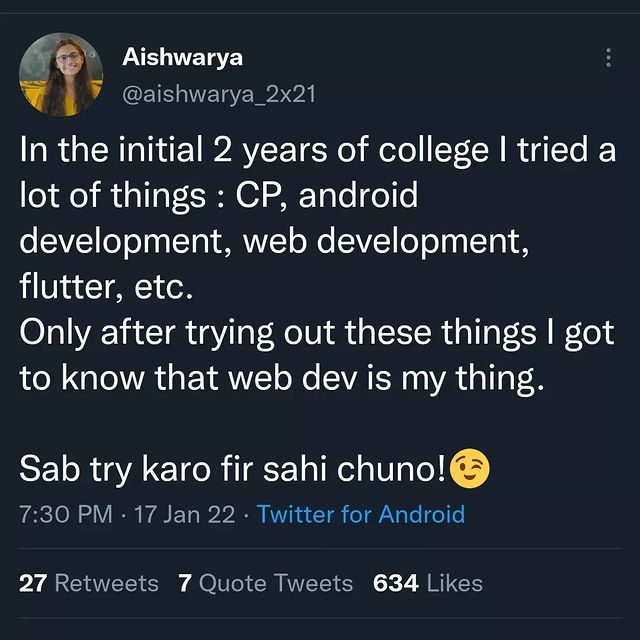 Aishwarya
@aishwarya_2x21
In the initial 2 years of college I tried a
lot of things : CP, android
development, web development,
flutter, etc.
Only after trying out these things I got
to know that web dev is my thing.
Sab try karo fir sahi chuno!😉
7:30 PM · 17 Jan 22 · Twitter for Android
27 Retweets 7 Quote Tweets 634 Likes